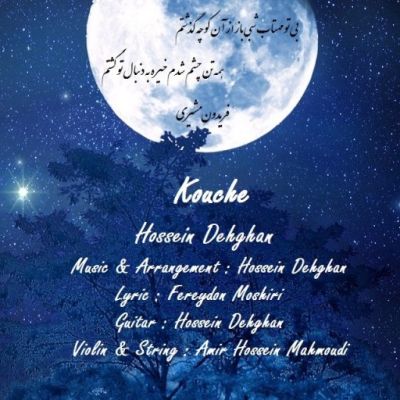 بی تو مهتاب شبی باز از آن کوچه گذشتم
همه تن چشم شدم خیره به دنبال تو گشتم
فریدون مشیری
Kouche
Hossein Dehghan
Music & Arrangement : Hossein Dehghan
Lyric : Fereydon Moshiri
Guitar : Hossein Dehghan
Violin & String : Amir Hossein Mahmoudi